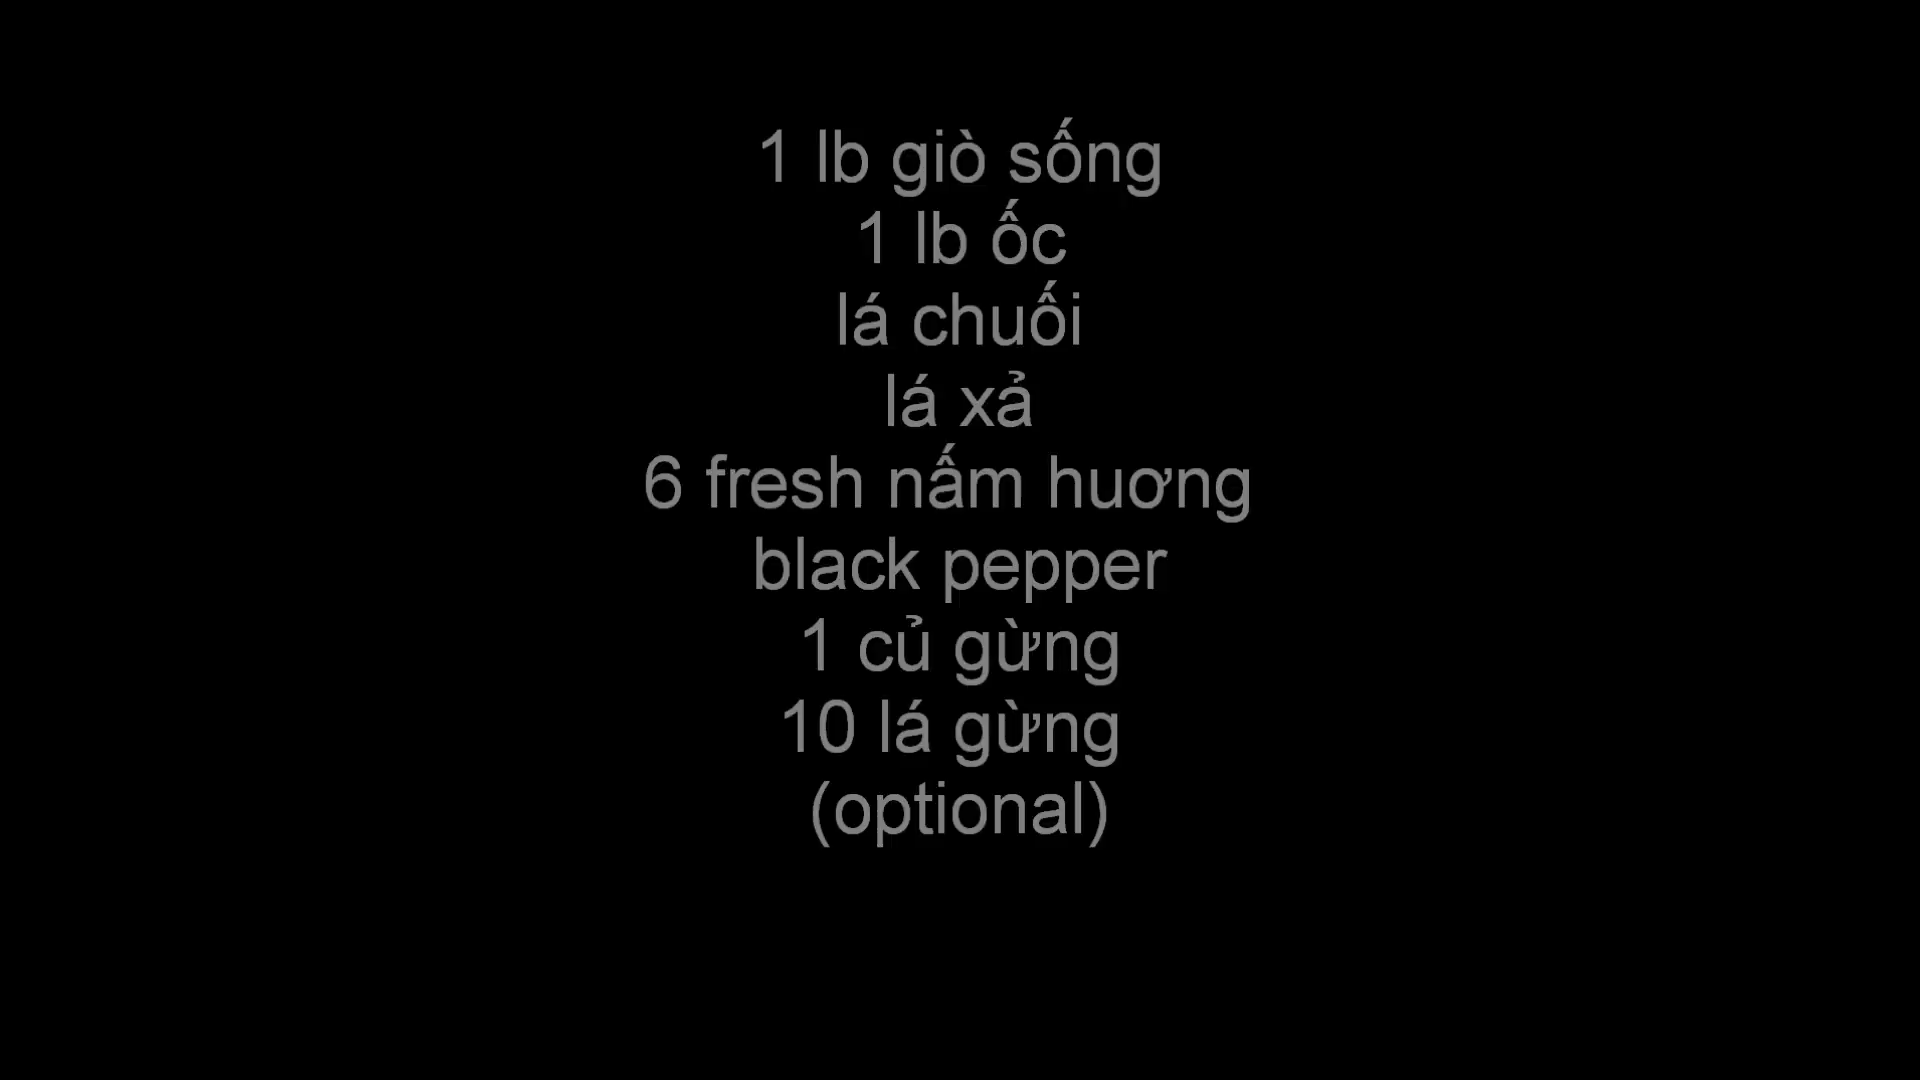 1 lb giò sống
1 lb ốc
lá chuối
lá xả
6 fresh nấm huơng
black pepper
1 củ gừng
10 lá gừng
(optional)